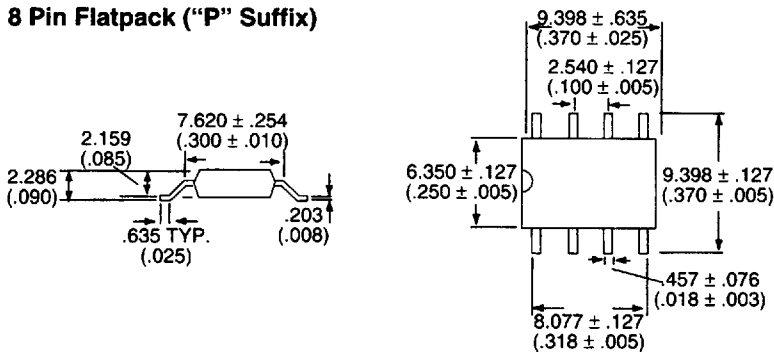 8 Pin Flatpack (“P” Suffix)
9.398 ± .635
(.370 ± .025)
2.540 ± .127
(.100 ± .005)
7.620 ± .254
(.300 ± .010)
2.159
(.085)
2.286
(.090)
.203
(.008)
.635 TYP.
(.025)
6.350 ± .127
(.250 ± .005)
9.398 ± .127
(.370 ± .005)
.457 ± .076
(.018 ± .003)
8.077 ± .127
(.318 ± .005)